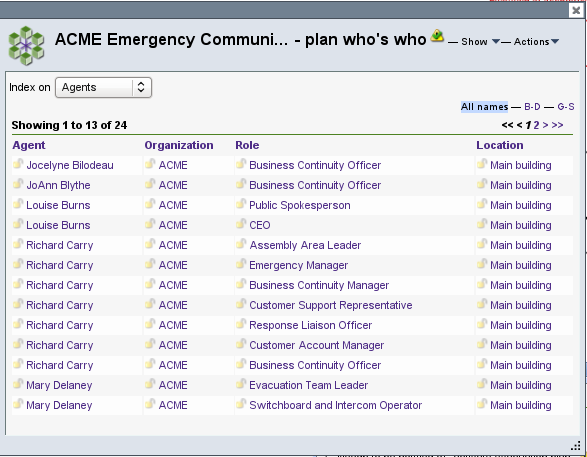 ACME Emergency Communi... - plan who's who — Show — Actions
Index on Agents
All names — B-D — G-S
Showing 1 to 13 of 24 << < 1 2 > >>
Agent Organization Role Location
Jocelyne Bilodeau ACME Business Continuity Officer Main building
JoAnn Blythe ACME Business Continuity Officer Main building
Louise Burns ACME Public Spokesperson Main building
Louise Burns ACME CEO Main building
Richard Carry ACME Assembly Area Leader Main building
Richard Carry ACME Emergency Manager Main building
Richard Carry ACME Business Continuity Manager Main building
Richard Carry ACME Customer Support Representative Main building
Richard Carry ACME Response Liaison Officer Main building
Richard Carry ACME Customer Account Manager Main building
Richard Carry ACME Business Continuity Officer Main building
Mary Delaney ACME Evacuation Team Leader Main building
Mary Delaney ACME Switchboard and Intercom Operator Main building